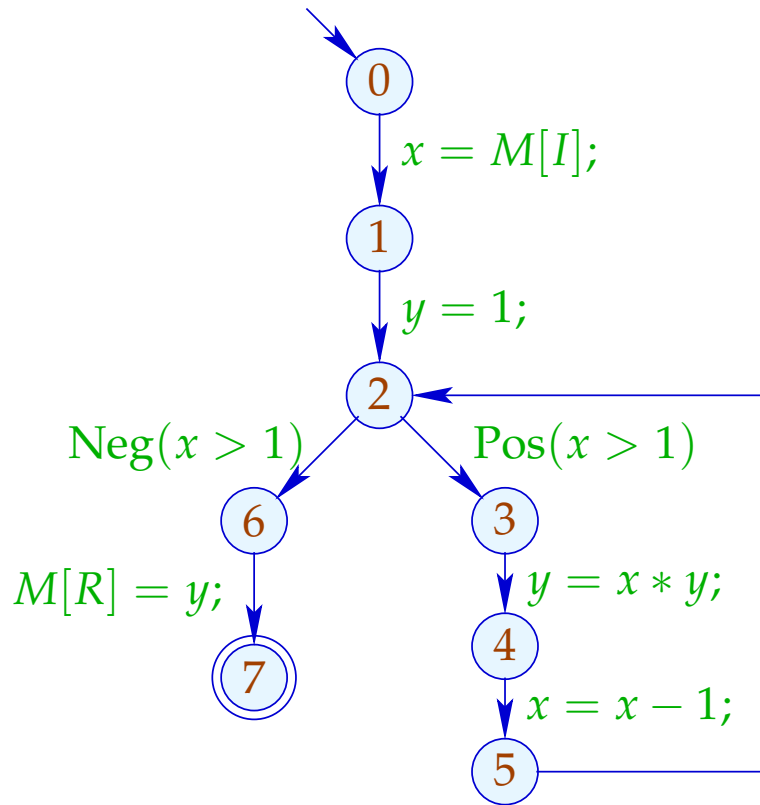 0
x = M[I];
1
y = 1;
2
Neg(x > 1)
Pos(x > 1)
6
3
M[R] = y;
y = x * y;
4
7
x = x − 1;
5